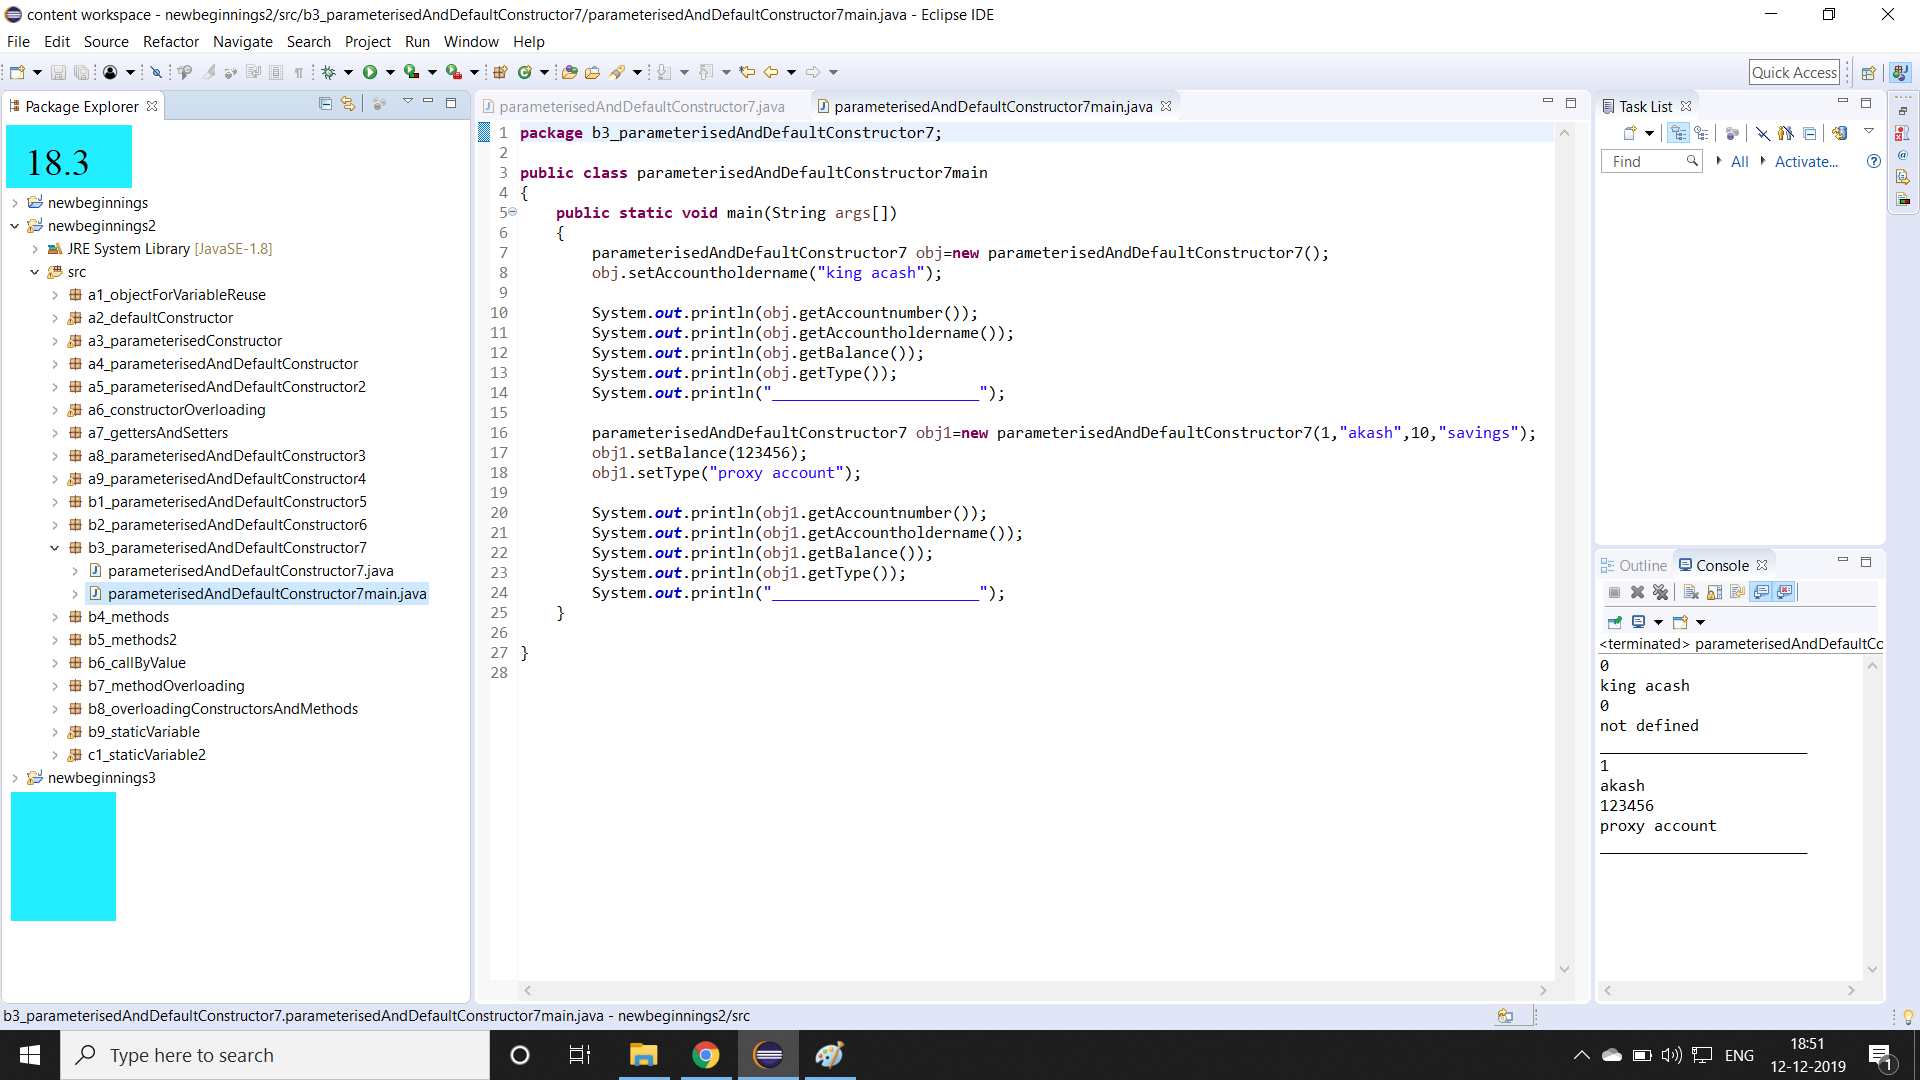 content workspace - newbeginnings2/src/b3_parameterisedAndDefaultConstructor7/parameterisedAndDefaultConstructor7main.java - Eclipse IDE
File Edit Source Refactor Navigate Search Project Run Window Help
Quick Access
Package Explorer
18.3
newbeginnings
newbeginnings2
JRE System Library [JavaSE-1.8]
src
a1_objectForVariableReuse
a2_defaultConstructor
a3_parameterisedConstructor
a4_parameterisedAndDefaultConstructor
a5_parameterisedAndDefaultConstructor2
a6_constructorOverloading
a7_gettersAndSetters
a8_parameterisedAndDefaultConstructor3
a9_parameterisedAndDefaultConstructor4
b1_parameterisedAndDefaultConstructor5
b2_parameterisedAndDefaultConstructor6
b3_parameterisedAndDefaultConstructor7
parameterisedAndDefaultConstructor7.java
parameterisedAndDefaultConstructor7main.java
b4_methods
b5_methods2
b6_callByValue
b7_methodOverloading
b8_overloadingConstructorsAndMethods
b9_staticVariable
c1_staticVariable2
newbeginnings3
parameterisedAndDefaultConstructor7.java parameterisedAndDefaultConstructor7main.java
1 package b3_parameterisedAndDefaultConstructor7;
2
3 public class parameterisedAndDefaultConstructor7main
4 {
5 public static void main(String args[])
6 {
7 parameterisedAndDefaultConstructor7 obj=new parameterisedAndDefaultConstructor7();
8 obj.setAccountholdername("king acash");
9
10 System.out.println(obj.getAccountnumber());
11 System.out.println(obj.getAccountholdername());
12 System.out.println(obj.getBalance());
13 System.out.println(obj.getType());
14 System.out.println("_______________________");
15
16 parameterisedAndDefaultConstructor7 obj1=new parameterisedAndDefaultConstructor7(1,"akash",10,"savings");
17 obj1.setBalance(123456);
18 obj1.setType("proxy account");
19
20 System.out.println(obj1.getAccountnumber());
21 System.out.println(obj1.getAccountholdername());
22 System.out.println(obj1.getBalance());
23 System.out.println(obj1.getType());
24 System.out.println("_______________________");
25 }
26
27 }
28
Task List
Find All Activate...
Outline Console
<terminated> parameterisedAndDefaultCo
0
king acash
0
not defined
_______________________
1
akash
123456
proxy account
_______________________
b3_parameterisedAndDefaultConstructor7.parameterisedAndDefaultConstructor7main.java - newbeginnings2/src
Type here to search
ENG
18:51
12-12-2019
1